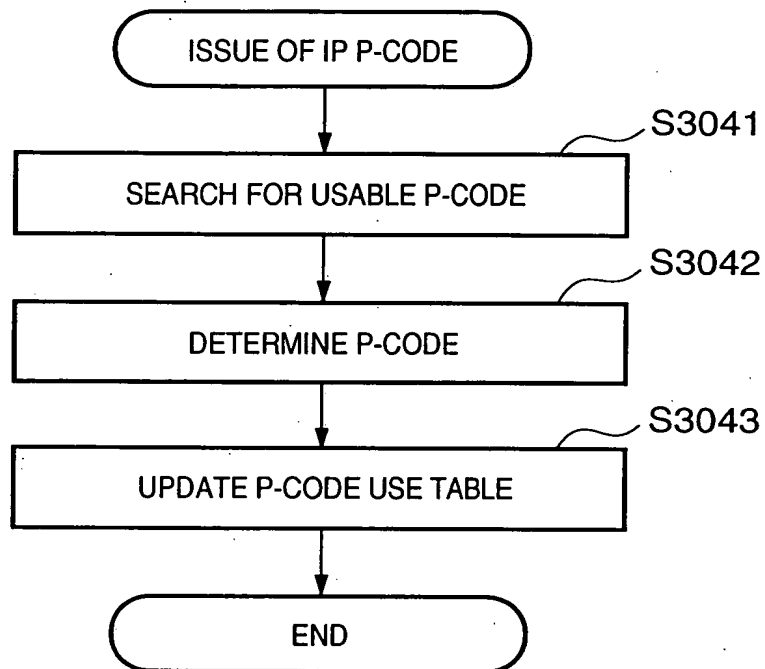 ISSUE OF IP P-CODE
S3041
SEARCH FOR USABLE P-CODE
S3042
DETERMINE P-CODE
S3043
UPDATE P-CODE USE TABLE
END